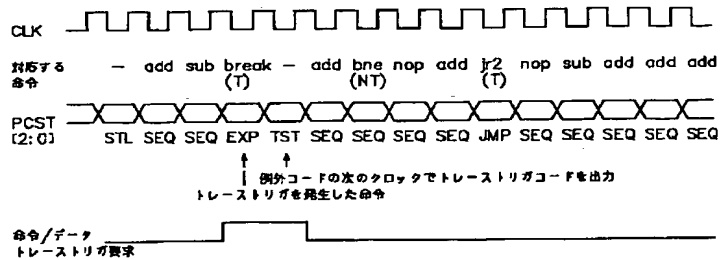 CLK
対応する 命令
— add sub break — add bne nop add jr2 nop sub add add add
(T) (NT) (T)
PCST [2:0]
STL SEQ SEQ EXP TST SEQ SEQ SEQ SEQ JMP SEQ SEQ SEQ SEQ SEQ
例外コードの次のクロックでトレーストリガコードを出力
トレーストリガを発生した命令
命令/データ
トレーストリガ要求